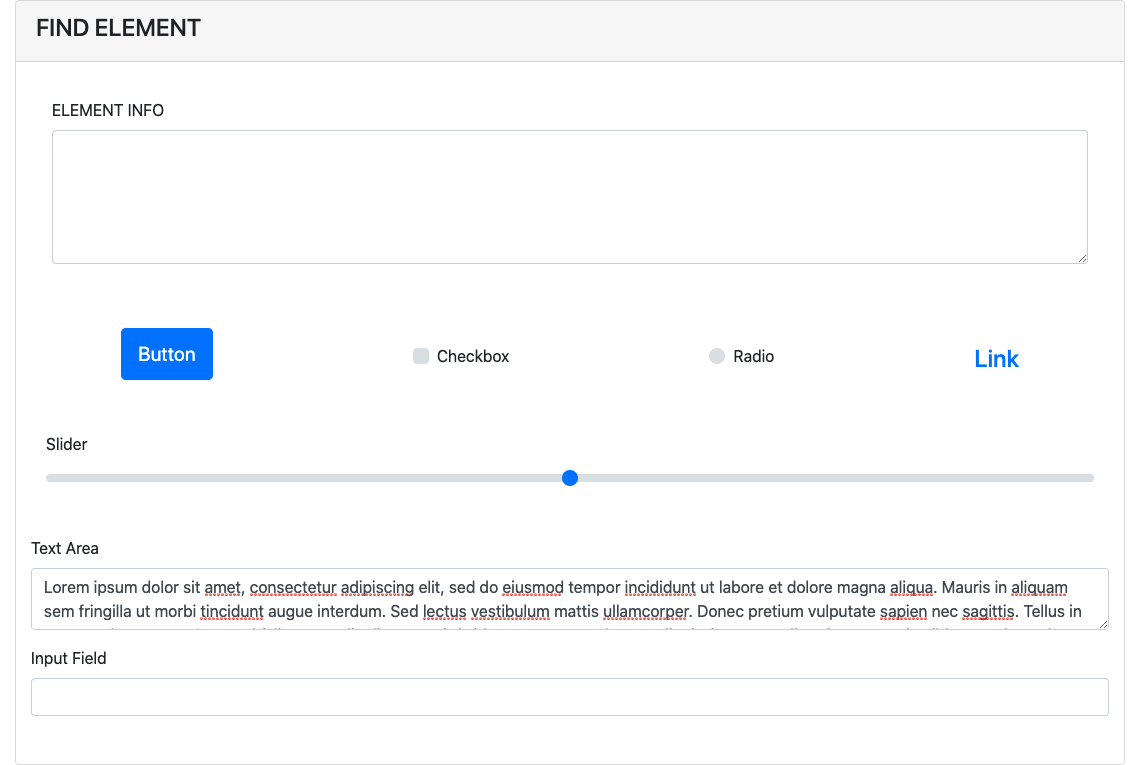 FIND ELEMENT
ELEMENT INFO
Button
Checkbox
Radio
Link
Slider
Text Area
Lorem ipsum dolor sit amet, consectetur adipiscing elit, sed do eiusmod tempor incididunt ut labore et dolore magna aliqua. Mauris in aliquam
sem fringilla ut morbi tincidunt augue interdum. Sed lectus vestibulum mattis ullamcorper. Donec pretium vulputate sapien nec sagittis. Tellus in
Input Field